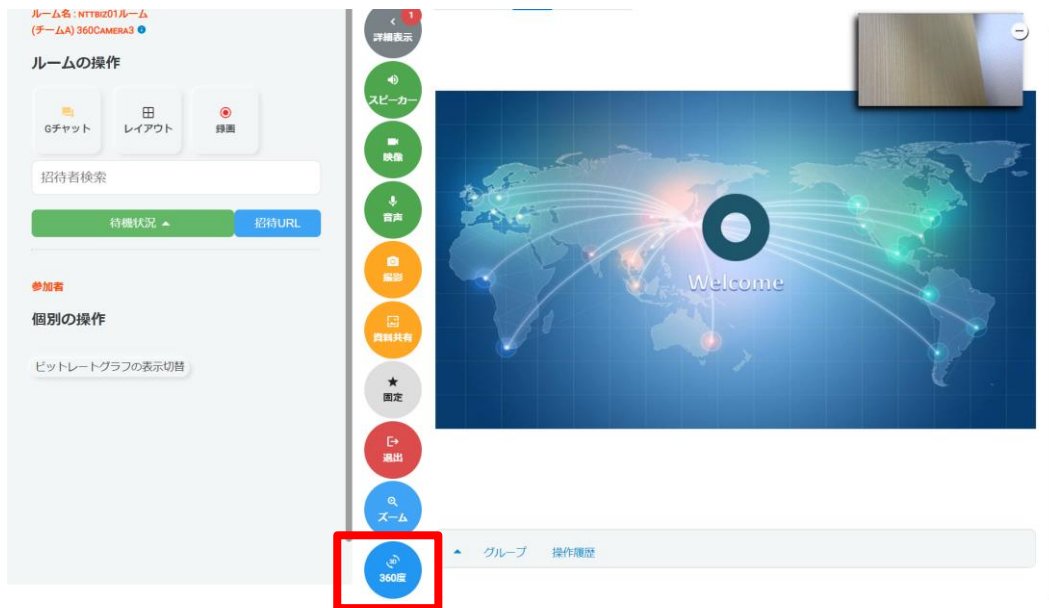 ルーム名 : NTTBIZ01ルーム
(チームA) 360CAMERA3
ルームの操作
Gチャット
レイアウト
録画
招待者検索
待機状況
招待URL
参加者
個別の操作
ビットレートグラフの表示切替
1
詳細表示
スピーカー
映像
音声
撮影
資料共有
固定
退出
ズーム
360度
Welcome
グループ 操作履歴